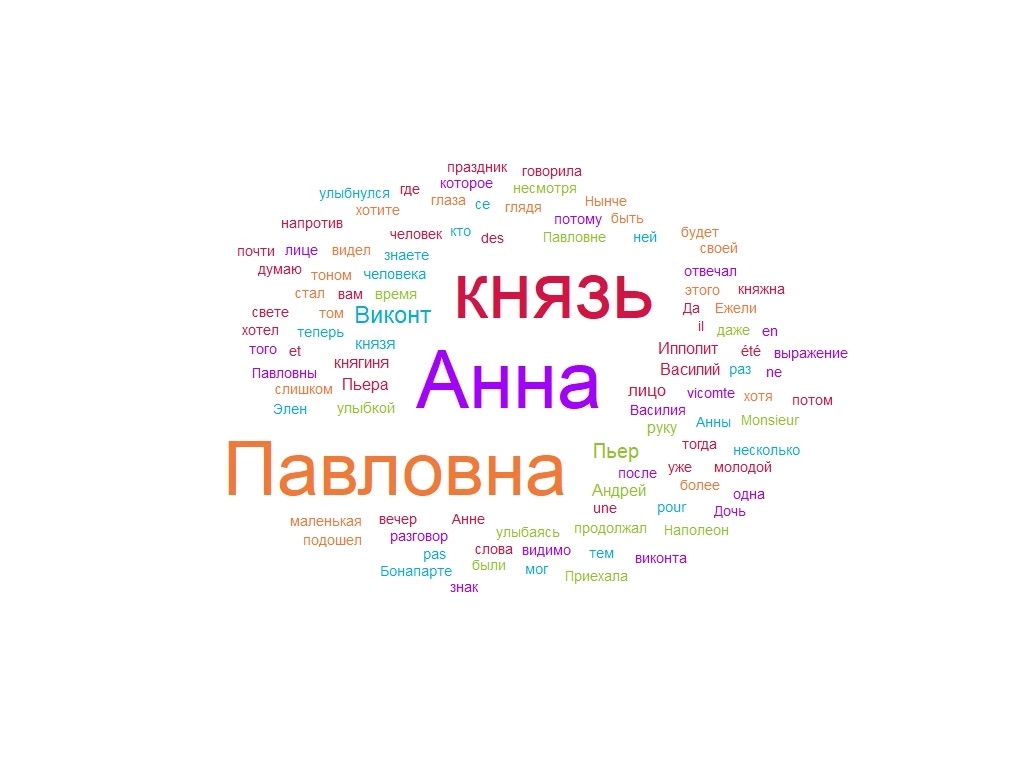 праздник говорила
которое несмотря
улыбнулся где глаза се глядя Нынче
хотите потому быть
напротив человек кто des Павловне ней будет
своей
почти лице видел знаете
думаю тоном человека отвечал
стал вам время князь этого княжна
свете том Виконт Да Ежели
хотел теперь il даже en
того et князя Ипполит été выражение
Павловны княгиня Анна Василий раз ne
слишком Пьера лицо vicomte хотя потом
Элен улыбкой Василия Анны Monsieur
руку
Павловна Пьер тогда несколько
после уже молодой
Андрей более одна
une pour Дочь
маленькая вечер Анне
подошел разговор улыбаясь продолжал Наполеон
pas слова видимо тем виконта
Бонапарте были мог Приехала
знак